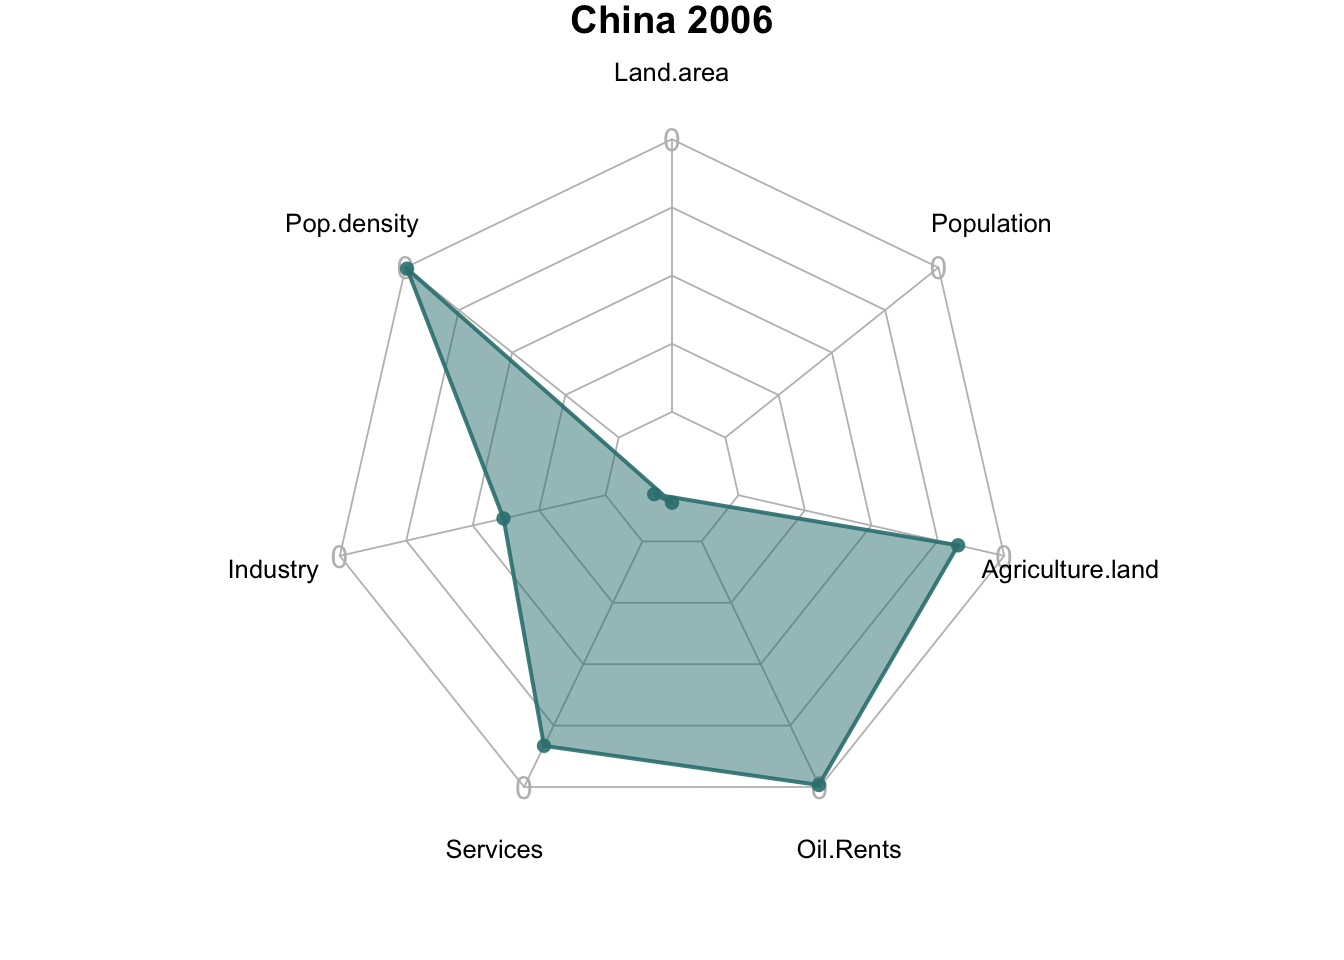 China 2006
Land.area
0
Pop.density
Population
0
0
Industry
0
0
Agriculture.land
0
0
Services
Oil.Rents